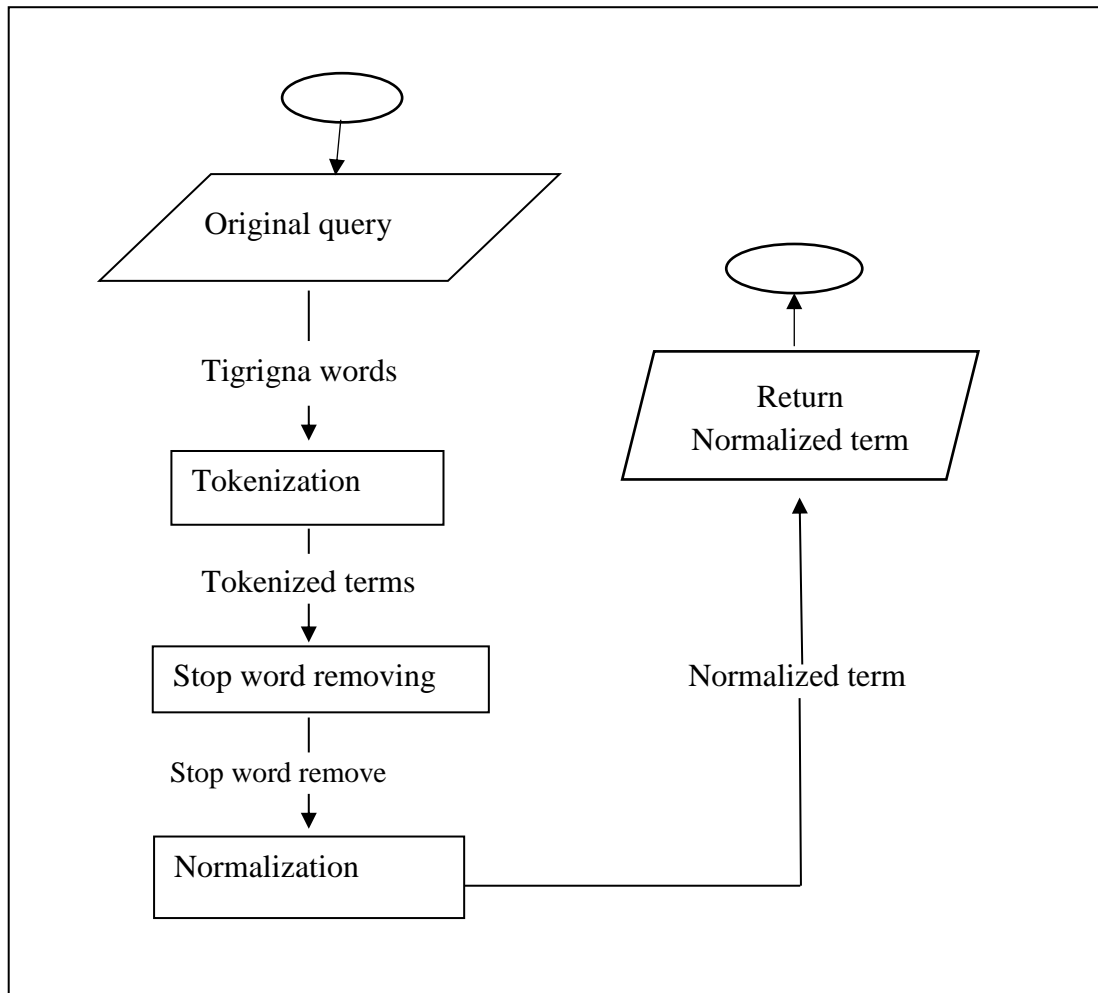 Original query
Tigrigna words
Tokenization
Tokenized terms
Stop word removing
Stop word remove
Normalization
Normalized term
Return
Normalized term